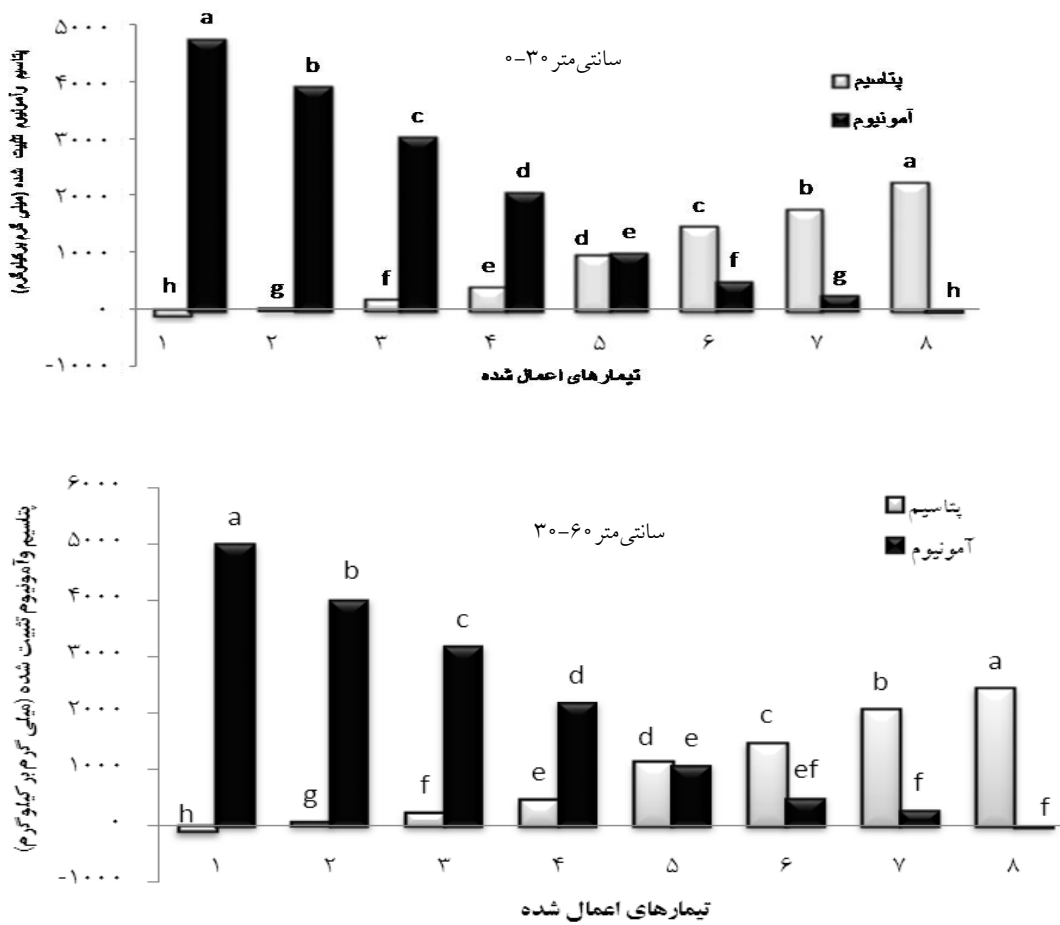 پتاسیم و آمونیوم تثبیت شده (میلی گرم بر کیلوگرم)
۵۰۰۰
۴۰۰۰
۳۰۰۰
۲۰۰۰
۱۰۰۰
۰
-۱۰۰۰
۰-۳۰ سانتی‌متر
پتاسیم
آمونیوم
h a
g b
f c
e d
d e
c f
b g
a h
۱ ۲ ۳ ۴ ۵ ۶ ۷ ۸
تیمارهای اعمال شده
پتاسیم و آمونیوم تثبیت شده (میلی گرم بر کیلوگرم)
۶۰۰۰
۵۰۰۰
۴۰۰۰
۳۰۰۰
۲۰۰۰
۱۰۰۰
۰
-۱۰۰۰
۳۰-۶۰ سانتی‌متر
پتاسیم
آمونیوم
h a
g b
f c
e d
d e
c ef
b f
a f
۱ ۲ ۳ ۴ ۵ ۶ ۷ ۸
تیمارهای اعمال شده